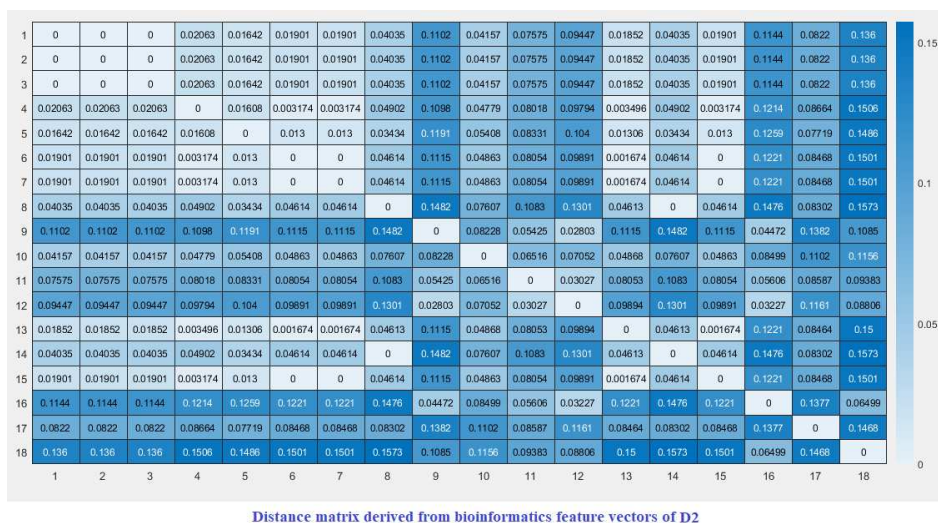 1 0 0 0 0.02063 0.01642 0.01901 0.01901 0.04035 0.1102 0.04157 0.07575 0.09447 0.01852 0.04035 0.01901 0.1144 0.0822 0.136
0.15
2 0 0 0 0.02063 0.01642 0.01901 0.01901 0.04035 0.1102 0.04157 0.07575 0.09447 0.01852 0.04035 0.01901 0.1144 0.0822 0.136
3 0 0 0 0.02063 0.01642 0.01901 0.01901 0.04035 0.1102 0.04157 0.07575 0.09447 0.01852 0.04035 0.01901 0.1144 0.0822 0.136
4 0.02063 0.02063 0.02063 0 0.01608 0.003174 0.003174 0.04902 0.1098 0.04779 0.08018 0.09794 0.003496 0.04902 0.003174 0.1214 0.08664 0.1506
5 0.01642 0.01642 0.01642 0.01608 0 0.013 0.013 0.03434 0.1191 0.05408 0.08331 0.104 0.01306 0.03434 0.013 0.1259 0.07719 0.1486
6 0.01901 0.01901 0.01901 0.003174 0.013 0 0 0.04614 0.1115 0.04863 0.08054 0.09891 0.001674 0.04614 0 0.1221 0.08468 0.1501
7 0.01901 0.01901 0.01901 0.003174 0.013 0 0 0.04614 0.1115 0.04863 0.08054 0.09891 0.001674 0.04614 0 0.1221 0.08468 0.1501
0.1
8 0.04035 0.04035 0.04035 0.04902 0.03434 0.04614 0.04614 0 0.1482 0.07607 0.1083 0.1301 0.04613 0 0.04614 0.1476 0.08302 0.1573
9 0.1102 0.1102 0.1102 0.1098 0.1191 0.1115 0.1115 0.1482 0 0.08228 0.05425 0.02803 0.1115 0.1482 0.1115 0.04472 0.1382 0.1085
10 0.04157 0.04157 0.04157 0.04779 0.05408 0.04863 0.04863 0.07607 0.08228 0 0.06516 0.07052 0.04868 0.07607 0.04863 0.08499 0.1102 0.1156
11 0.07575 0.07575 0.07575 0.08018 0.08331 0.08054 0.08054 0.1083 0.05425 0.06516 0 0.03027 0.08053 0.1083 0.08054 0.05606 0.08587 0.09383
12 0.09447 0.09447 0.09447 0.09794 0.104 0.09891 0.09891 0.1301 0.02803 0.07052 0.03027 0 0.09894 0.1301 0.09891 0.03227 0.1161 0.08806
0.05
13 0.01852 0.01852 0.01852 0.003496 0.01306 0.001674 0.001674 0.04613 0.1115 0.04868 0.08053 0.09894 0 0.04613 0.001674 0.1221 0.08464 0.15
14 0.04035 0.04035 0.04035 0.04902 0.03434 0.04614 0.04614 0 0.1482 0.07607 0.1083 0.1301 0.04613 0 0.04614 0.1476 0.08302 0.1573
15 0.01901 0.01901 0.01901 0.003174 0.013 0 0 0.04614 0.1115 0.04863 0.08054 0.09891 0.001674 0.04614 0 0.1221 0.08468 0.1501
16 0.1144 0.1144 0.1144 0.1214 0.1259 0.1221 0.1221 0.1476 0.04472 0.08499 0.05606 0.03227 0.1221 0.1476 0.1221 0 0.1377 0.06499
17 0.0822 0.0822 0.0822 0.08664 0.07719 0.08468 0.08468 0.08302 0.1382 0.1102 0.08587 0.1161 0.08464 0.08302 0.08468 0.1377 0 0.1468
18 0.136 0.136 0.136 0.1506 0.1486 0.1501 0.1501 0.1573 0.1085 0.1156 0.09383 0.08806 0.15 0.1573 0.1501 0.06499 0.1468 0
0
1 2 3 4 5 6 7 8 9 10 11 12 13 14 15 16 17 18
Distance matrix derived from bioinformatics feature vectors of D2